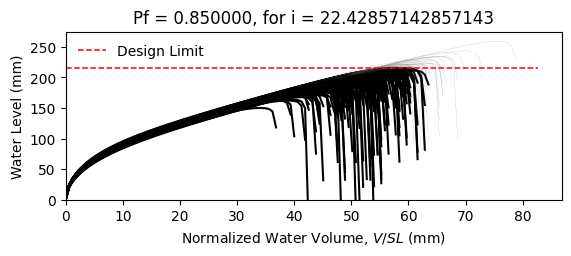 Pf = 0.850000, for i = 22.42857142857143
Water Level (mm)
250
200
150
100
50
0
Design Limit
0 10 20 30 40 50 60 70 80
Normalized Water Volume, V/SL (mm)